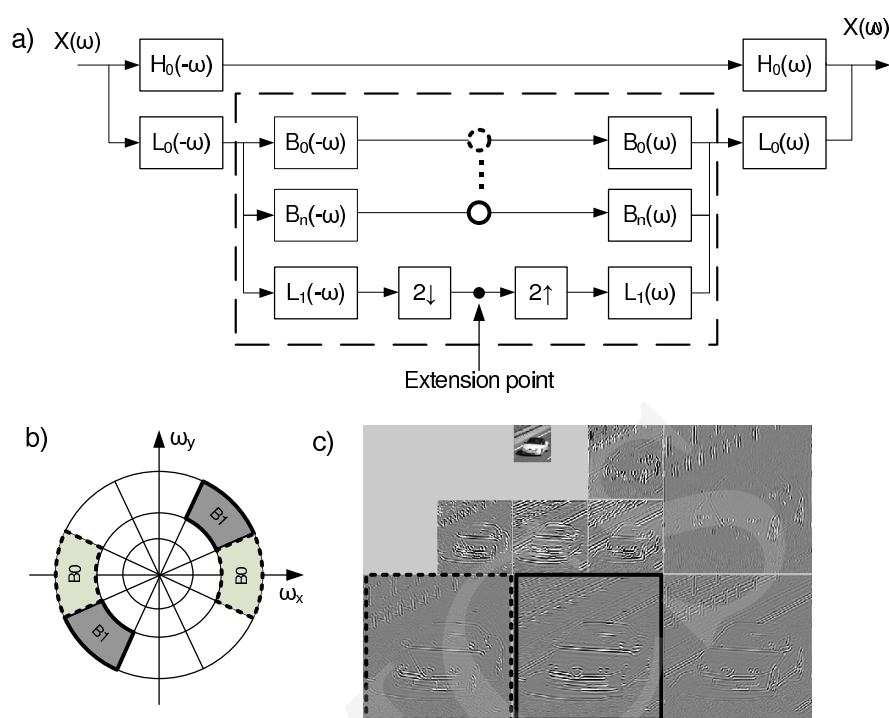 a)
X(ω)
X(ω)
H₀(-ω)
H₀(ω)
L₀(-ω)
B₀(-ω)
B₀(ω)
L₀(ω)
Bₙ(-ω)
Bₙ(ω)
L₁(-ω)
2↓
2↑
L₁(ω)
Extension point
b)
ωy
B1
B0
B0
ωx
B1
c)